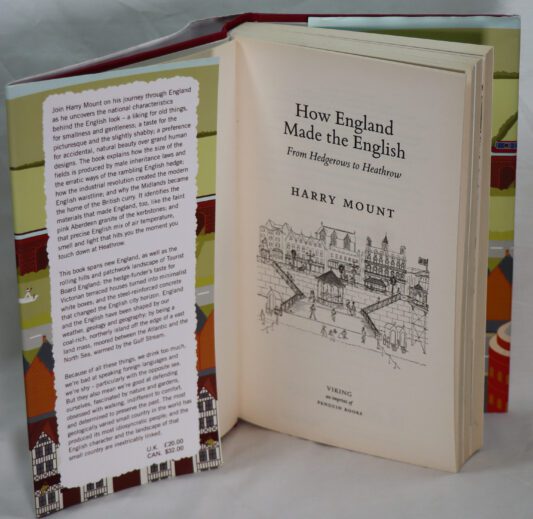 Join Harry Mount on his journey through England
as he uncovers the national characteristics
behind the English look – a liking for old things,
for smallness and gentleness; a taste for the
picturesque and the slightly shabby; a preference
for accidental, natural beauty over grand human
designs. The book explains how the size of the
fields is produced by male inheritance laws and
the erratic ways of the rambling English hedge;
how the industrial revolution created the modern
English waistline; and why the Midlands became
the home of the British curry. It identifies the
materials that made England, too, like the faint
pink Aberdeen granite of the kerbstones; and
that precise English mix of air temperature,
smell and light that hits you the moment you
touch down at Heathrow.
This book spans new England, as well as the
rolling hills and patchwork landscape of Tourist
Board England; the hedge funder's taste for
Victorian terraced houses turned into minimalist
white boxes, and the steel-reinforced concrete
that changed the English city horizon. England
and the English have been shaped by our
weather, geology and geography; by being a
coal-rich, northerly island off the edge of a vast
land mass, moored between the Atlantic and the
North Sea, warmed by the Gulf Stream.
Because of all these things, we drink too much,
we're bad at speaking foreign languages and
we're shy – particularly with the opposite sex.
But they also mean we're good at defending
ourselves, fascinated by nature and gardens,
obsessed with walking, indifferent to comfort,
and determined to preserve the past. The most
geologically varied small country in the world has
produced its most idiosyncratic people; and the
English character and the landscape of that
small country are inextricably linked.
U.K. £20.00
CAN. $32.00
How England
Made the English
From Hedgerows to Heathrow
HARRY MOUNT
VIKING
an imprint of
PENGUIN BOOKS